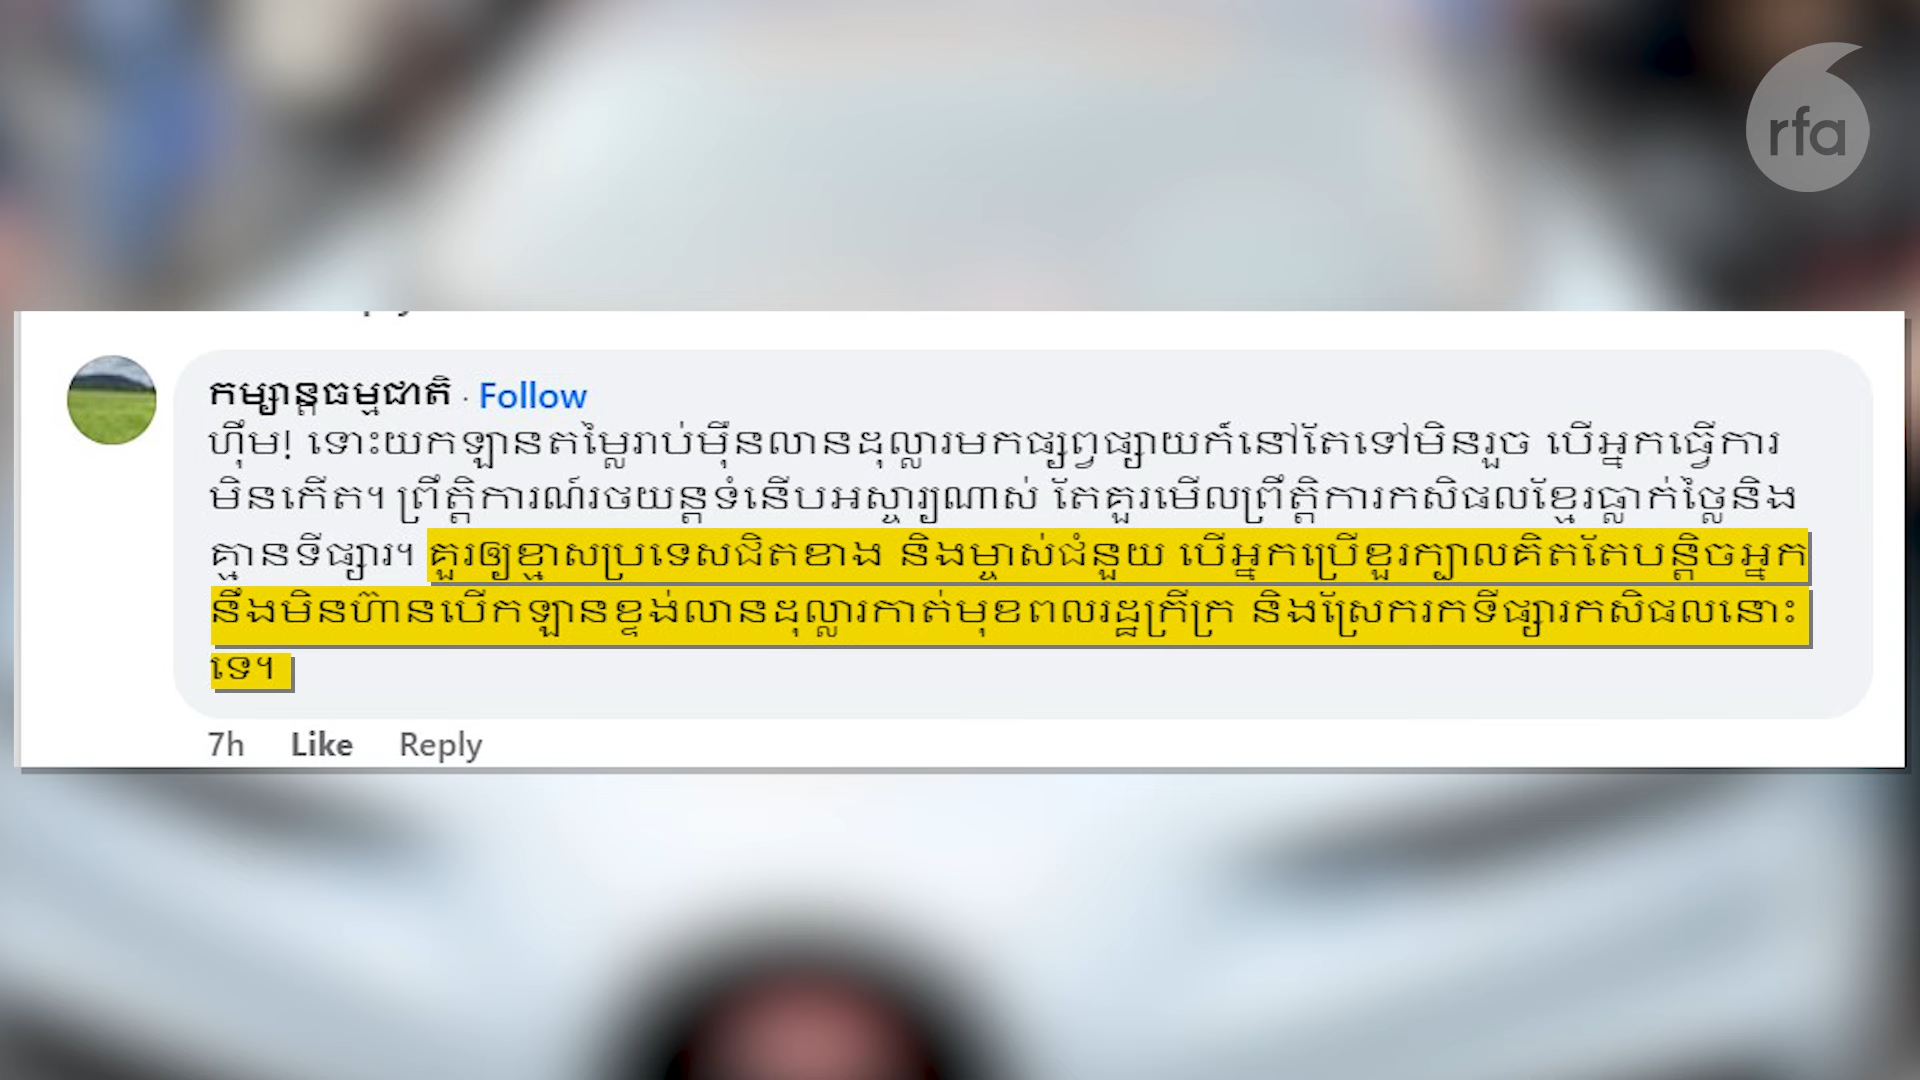 rfa
កម្សាន្តធម្មជាតិ · Follow
ហ៊ឹម! ទោះយកឡានតម្លៃរាប់ម៉ឺនលានដុល្លារមកផ្សព្វផ្សាយក៍នៅតែទៅមិនរួច បើអ្នកធ្វើការ
មិនកើត។ ព្រឹត្តិការណ៍រថយន្តទំនើបអស្ចារ្យណាស់ តែគួរមើលព្រឹត្តិការកសិផលខ្មែរធ្លាក់ថ្លៃនិង
គ្មានទីផ្សារ។ គួរឲ្យខ្មាសប្រទេសជិតខាង និងម្ចាស់ជំនួយ បើអ្នកប្រើខួរក្បាលគិតតែបន្តិចអ្នក
នឹងមិនហ៊ានបើកឡានខ្ទង់លានដុល្លារកាត់មុខពលរដ្ឋក្រីក្រ និងស្រែករកទីផ្សារកសិផលនោះ
ទេ។
7h Like Reply